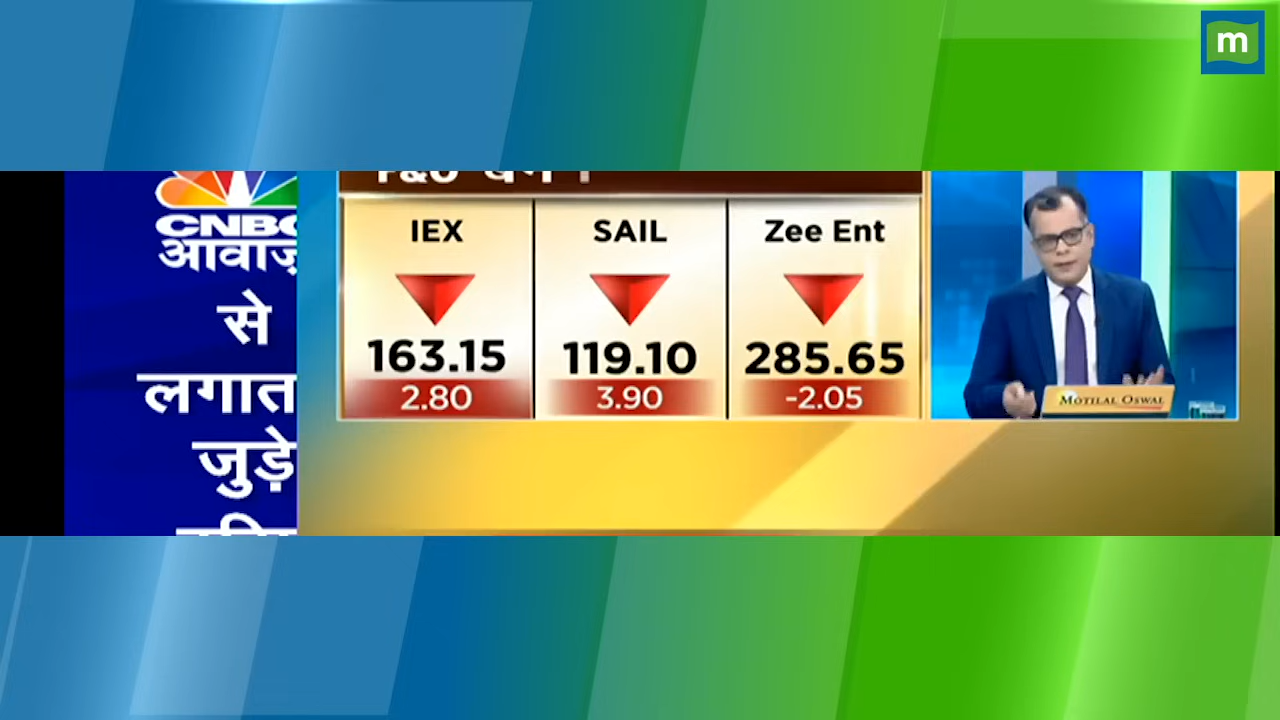 m
CNBC
आवाज़
से
जुड़े
IEX
SAIL
Zee Ent
163.15
119.10
285.65
2.80
3.90
-2.05
MOTILAL OSWAL